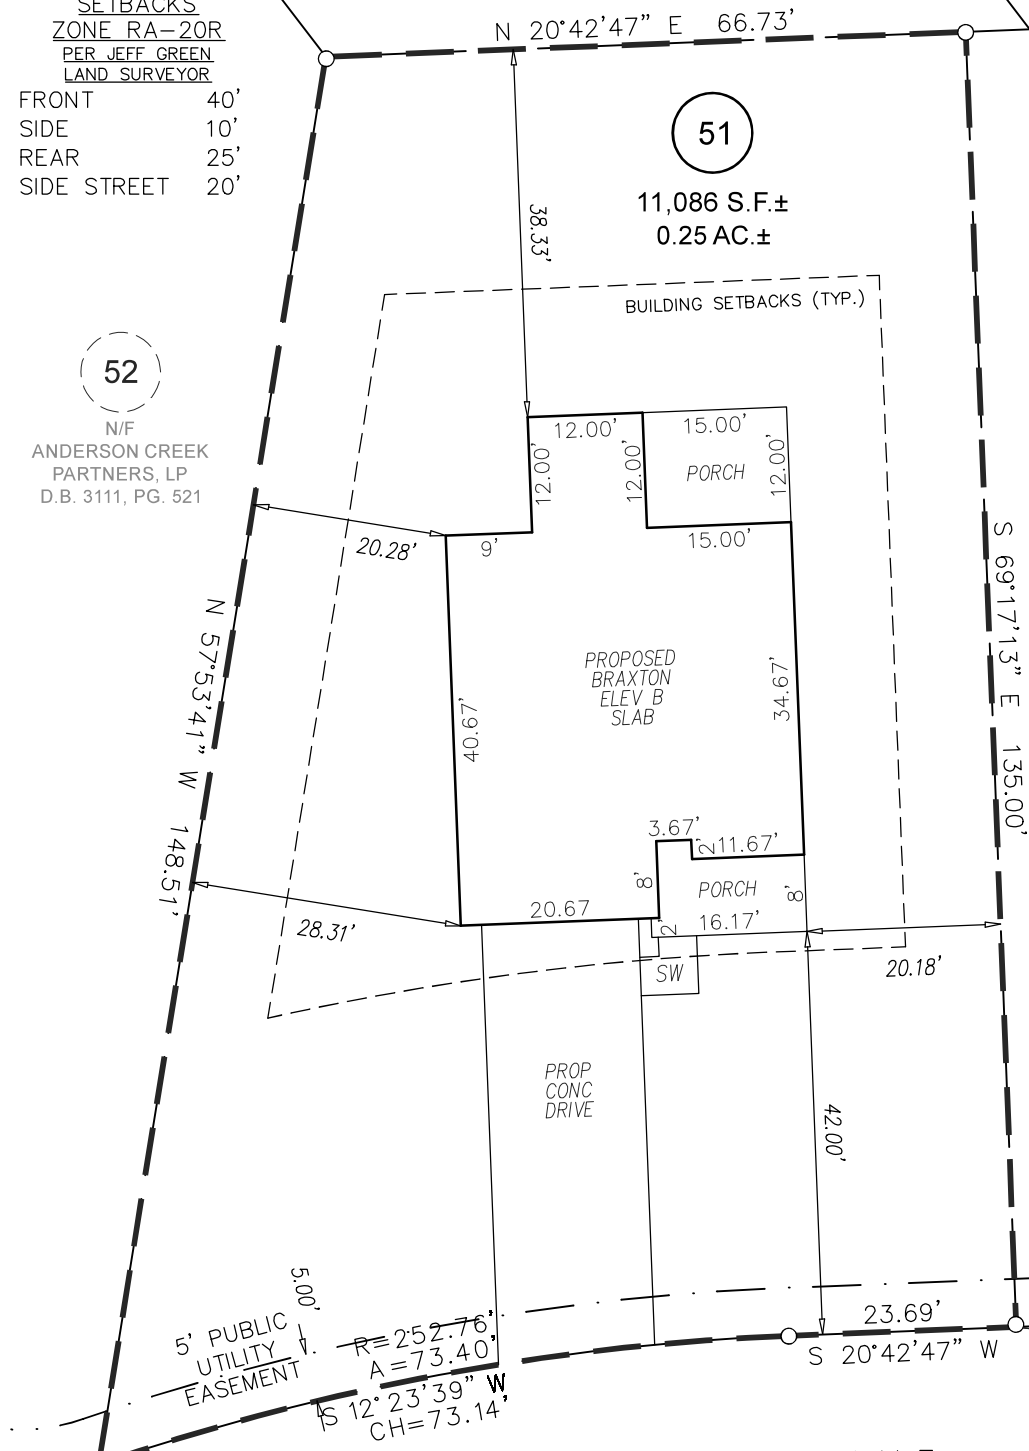 SETBACKS
ZONE RA-20R
PER JEFF GREEN
LAND SURVEYOR
FRONT 40'
SIDE 10'
REAR 25'
SIDE STREET 20'
N 20°42'47" E 66.73'
51
11,086 S.F.±
0.25 AC.±
38.33'
BUILDING SETBACKS (TYP.)
52
N/F
ANDERSON CREEK
PARTNERS, LP
D.B. 3111, PG. 521
12.00'
15.00'
12.00'
12.00'
PORCH
12.00'
20.28'
9'
15.00'
S 69°17'13" E 135.00'
N 57°53'41" W 148.51'
PROPOSED
BRAXTON
ELEV B
SLAB
40.67'
34.67'
3.67'
2'
11.67'
8'
PORCH
8'
20.67
2'
16.17'
28.31'
SW
20.18'
PROP
CONC
DRIVE
42.00'
5.00'
5' PUBLIC
UTILITY
EASEMENT
R=252.76'
A=73.40'
S 12°23'39" W
CH=73.14'
23.69'
S 20°42'47" W